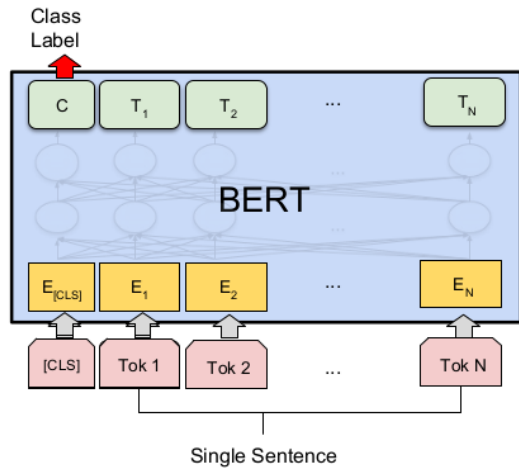 Class
Label
C T1 T2 ... TN
...
BERT
...
E[CLS] E1 E2 ... EN
[CLS] Tok 1 Tok 2 ... Tok N
Single Sentence